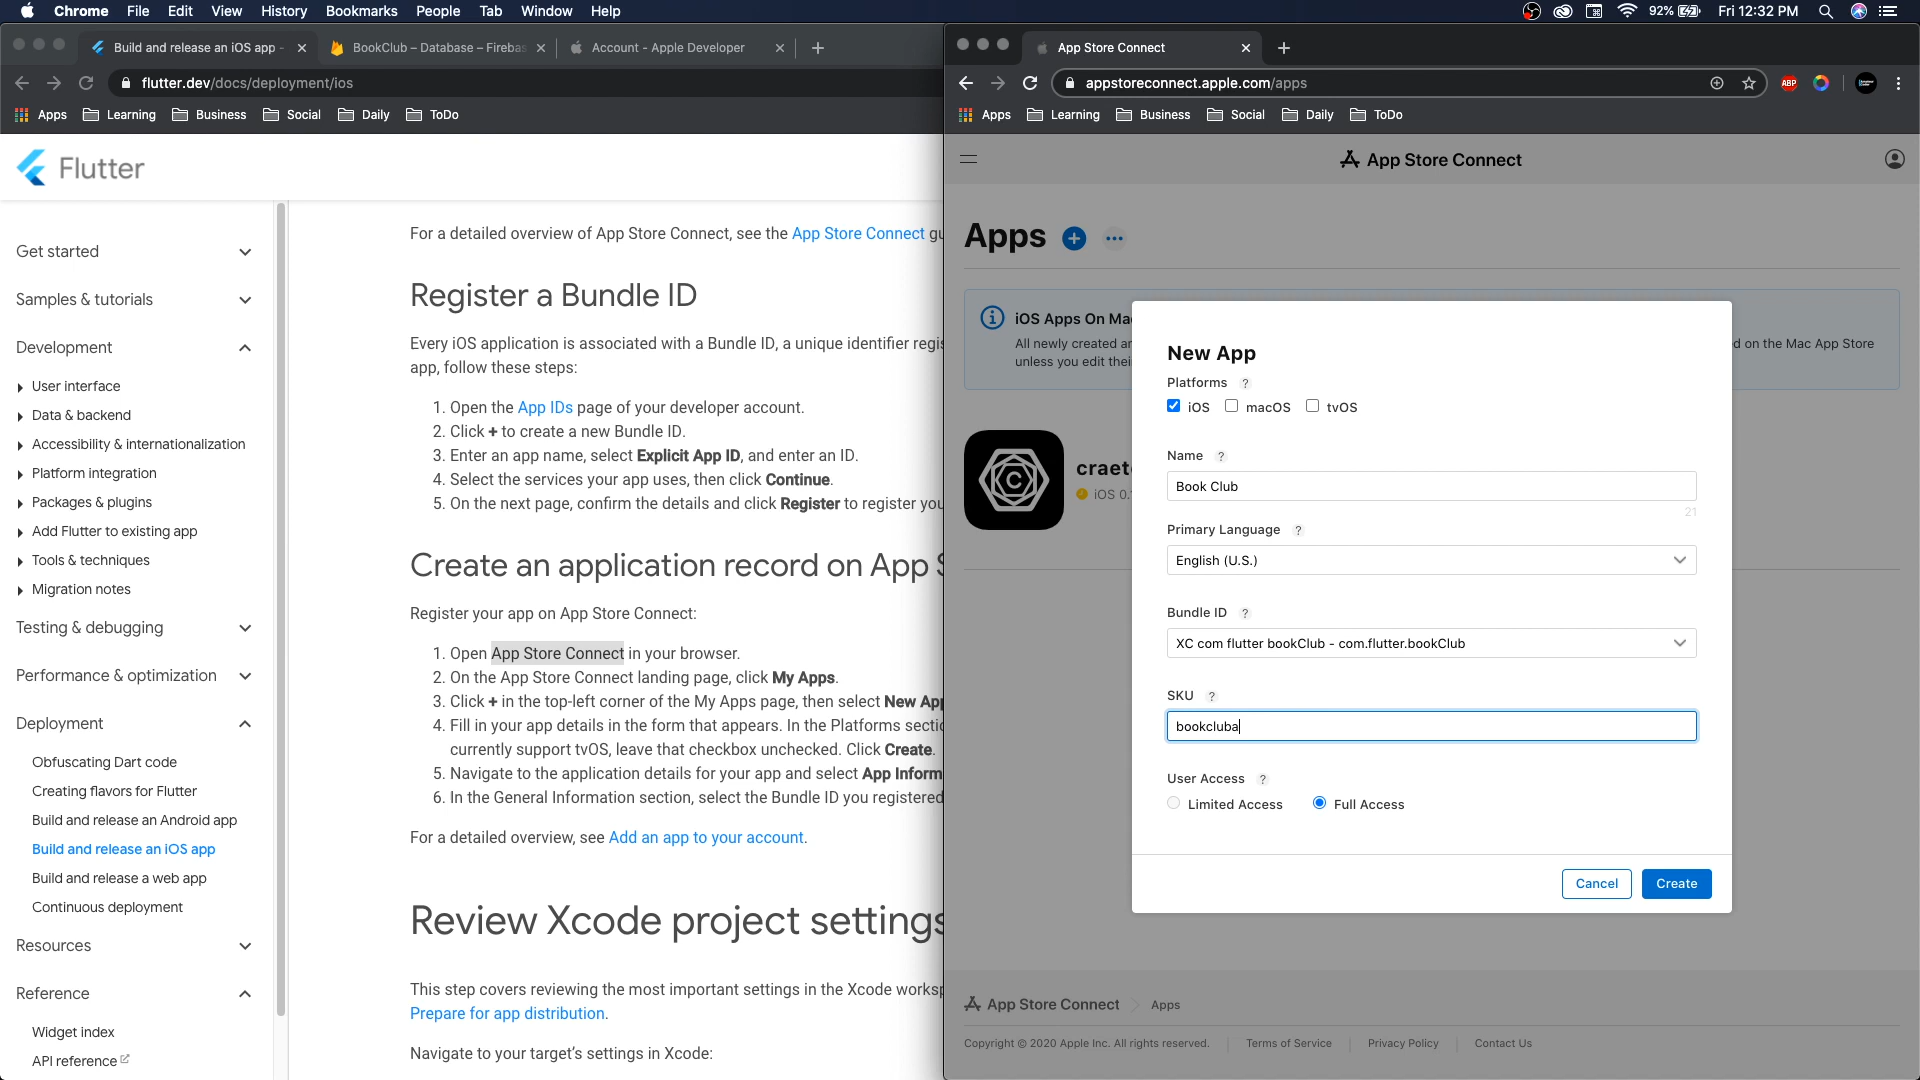 Chrome File Edit View History Bookmarks People Tab Window Help
92% Fri 12:32 PM
Build and release an iOS app -
BookClub – Database – Firebas
Account - Apple Developer
flutter.dev/docs/deployment/ios
Apps Learning Business Social Daily ToDo
Flutter
Get started
Samples & tutorials
Development
User interface
Data & backend
Accessibility & internationalization
Platform integration
Packages & plugins
Add Flutter to existing app
Tools & techniques
Migration notes
Testing & debugging
Performance & optimization
Deployment
Obfuscating Dart code
Creating flavors for Flutter
Build and release an Android app
Build and release an iOS app
Build and release a web app
Continuous deployment
Resources
Reference
Widget index
API reference
For a detailed overview of App Store Connect, see the App Store Connect gu
Register a Bundle ID
Every iOS application is associated with a Bundle ID, a unique identifier regis
app, follow these steps:
1. Open the App IDs page of your developer account.
2. Click + to create a new Bundle ID.
3. Enter an app name, select Explicit App ID, and enter an ID.
4. Select the services your app uses, then click Continue.
5. On the next page, confirm the details and click Register to register you
Create an application record on App S
Register your app on App Store Connect:
1. Open App Store Connect in your browser.
2. On the App Store Connect landing page, click My Apps.
3. Click + in the top-left corner of the My Apps page, then select New App
4. Fill in your app details in the form that appears. In the Platforms sectio
currently support tvOS, leave that checkbox unchecked. Click Create.
5. Navigate to the application details for your app and select App Inform
6. In the General Information section, select the Bundle ID you registered
For a detailed overview, see Add an app to your account.
Review Xcode project settings
This step covers reviewing the most important settings in the Xcode worksp
Prepare for app distribution.
Navigate to your target's settings in Xcode:
App Store Connect
appstoreconnect.apple.com/apps
ABP
Apps Learning Business Social Daily ToDo
App Store Connect
Apps
iOS Apps On Ma
All newly created a
d on the Mac App Store
unless you edit thei
craet
iOS 0.
New App
Platforms ?
iOS macOS tvOS
Name ?
Book Club
21
Primary Language ?
English (U.S.)
Bundle ID ?
XC com flutter bookClub - com.flutter.bookClub
SKU ?
bookcluba
User Access ?
Limited Access Full Access
Cancel Create
App Store Connect Apps
Copyright © 2020 Apple Inc. All rights reserved. Terms of Service Privacy Policy Contact Us